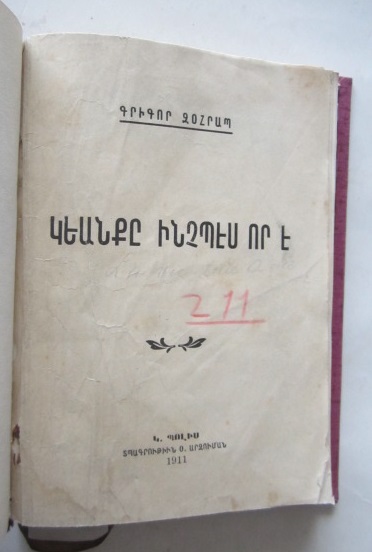 ԳՐԻԳՈՐ ԶՕՀՐԱՊ
ԿԵԱՆՔԸ ԻՆՉՊԷՍ ՈՐ Է
211
Կ. ՊՈԼԻՍ
ՏՊԱԳՐՈՒԹԻՒՆ Օ. ԱՐԶՈՒՄԱՆ
1911